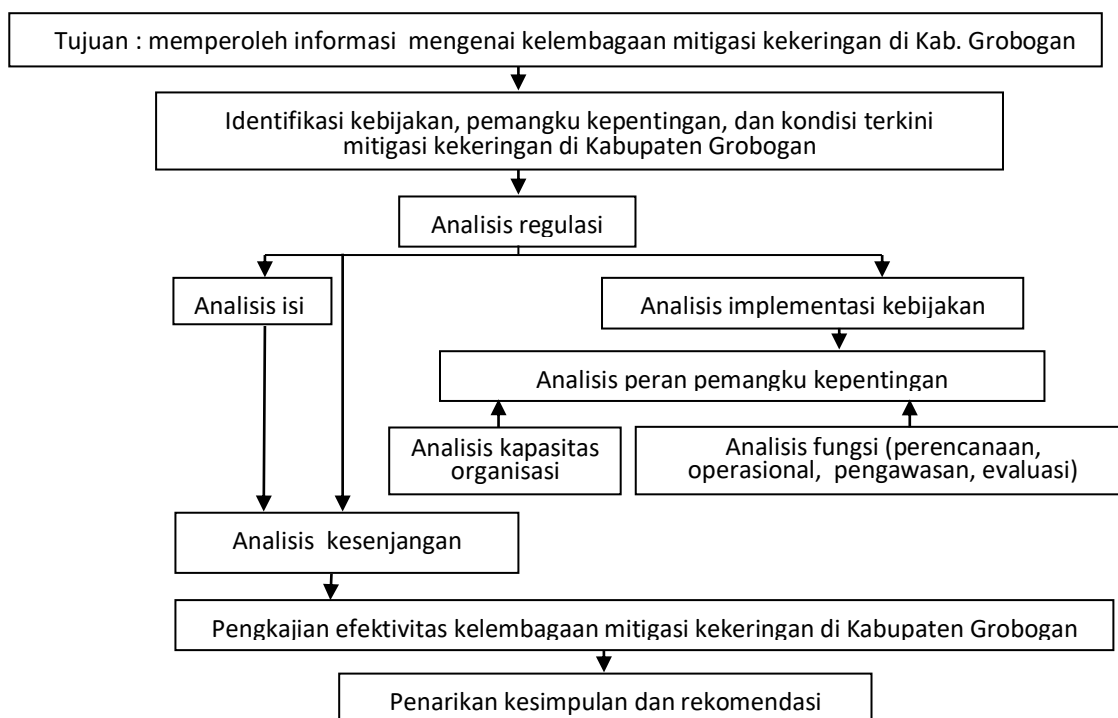 Tujuan : memperoleh informasi mengenai kelembagaan mitigasi kekeringan di Kab. Grobogan
Identifikasi kebijakan, pemangku kepentingan, dan kondisi terkini
mitigasi kekeringan di Kabupaten Grobogan
Analisis regulasi
Analisis isi
Analisis implementasi kebijakan
Analisis peran pemangku kepentingan
Analisis kapasitas
organisasi
Analisis fungsi (perencanaan,
operasional, pengawasan, evaluasi)
Analisis kesenjangan
Pengkajian efektivitas kelembagaan mitigasi kekeringan di Kabupaten Grobogan
Penarikan kesimpulan dan rekomendasi